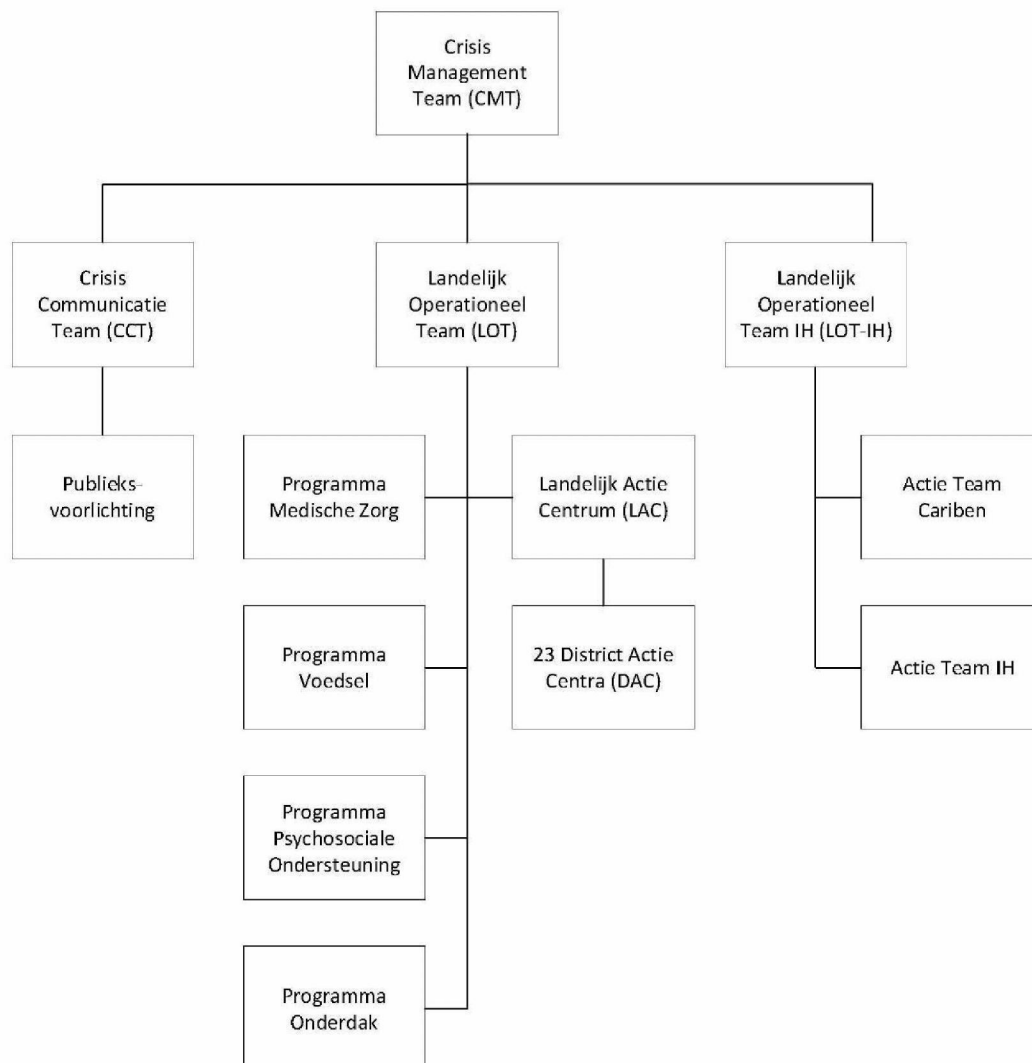 Crisis
Management
Team (CMT)
Crisis
Communicatie
Team (CCT)
Landelijk
Operationeel
Team (LOT)
Landelijk
Operationeel
Team IH (LOT-IH)
Publieks-
voorlichting
Programma
Medische Zorg
Landelijk Actie
Centrum (LAC)
Actie Team
Cariben
Programma
Voedsel
23 District Actie
Centra (DAC)
Actie Team IH
Programma
Psychosociale
Ondersteuning
Programma
Onderdak